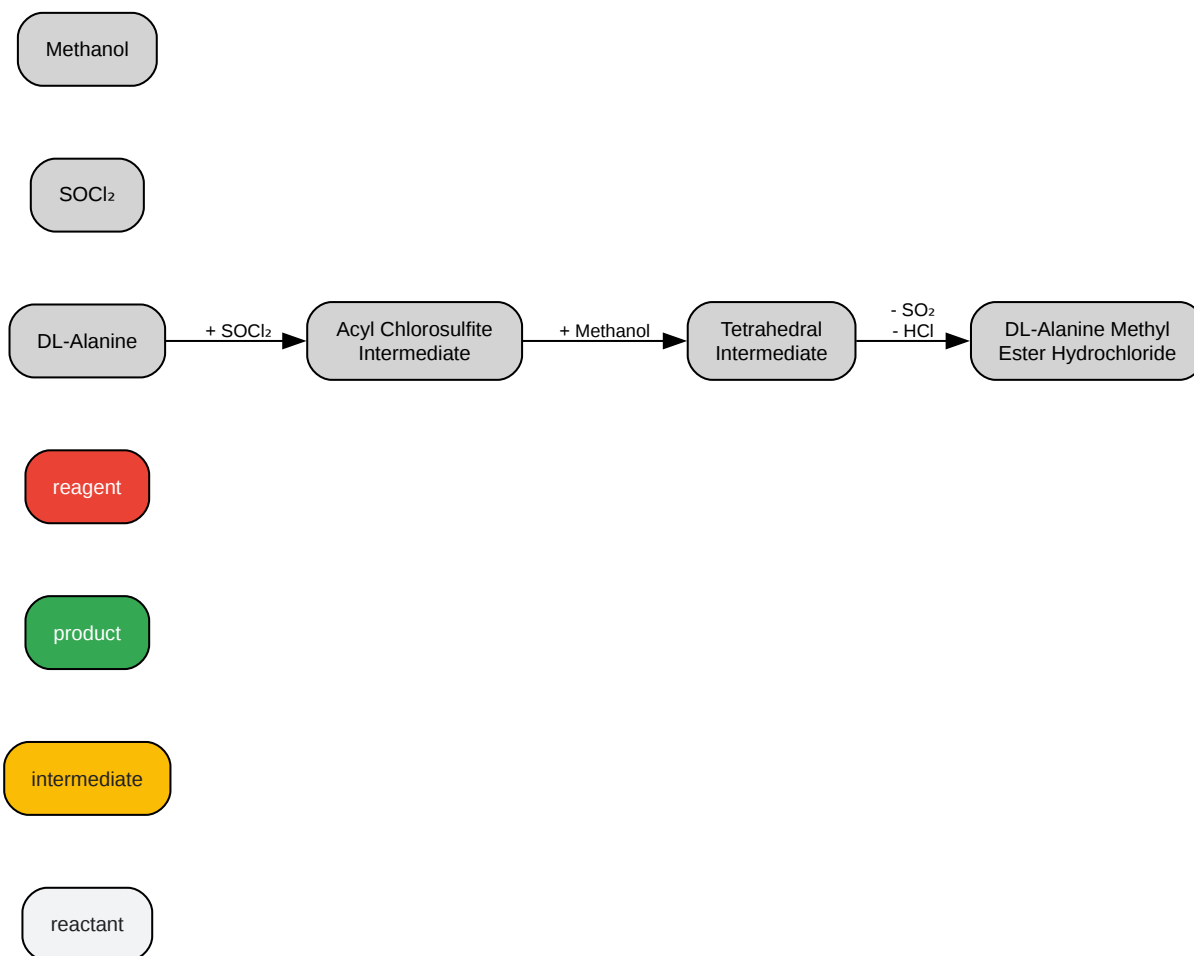 Methanol
SOCl₂
DL-Alanine
+ SOCl₂
Acyl Chlorosulfite
Intermediate
+ Methanol
Tetrahedral
Intermediate
- SO₂
- HCl
DL-Alanine Methyl
Ester Hydrochloride
reagent
product
intermediate
reactant